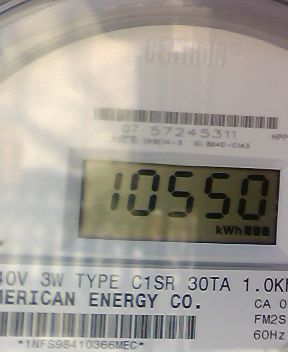 CENTRON®
07 57245311
10550
kWh
40V 3W TYPE C1SR 30TA 1.0K
MERICAN ENERGY CO.
CA 0
FM2S
60Hz
*1NFS98410366MEC*